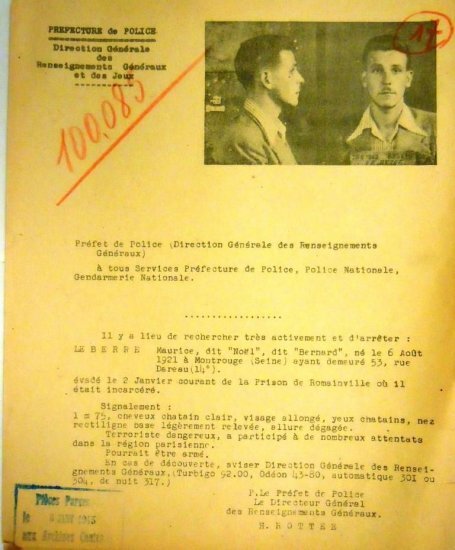 PREFECTURE de POLICE
Direction Générale
des
Renseignements Généraux
et des Jeux
100.085
17
Préfet de Police (Direction Générale des Renseignements
Généraux)
à tous Services Préfecture de Police, Police Nationale,
Gendarmerie Nationale.
..................
Il y a lieu de rechercher très activement et d'arrêter :
LE BERRE Maurice, dit "Noël", dit "Bernard", né le 6 Août
1921 à Montrouge (Seine) ayant demeuré 53, rue
Dareau(14°).
évadé le 2 Janvier courant de la Prison de Romainville où il
était incarcéré.
Signalement :
1 m 75, cheveux chatain clair, visage allongé, yeux chatains, nez
rectiligne base légèrement relevée, allure dégagée.
Terroriste dangereux, a participé à de nombreux attentats
dans la région parisienne.
Pourrait être armé.
En cas de découverte, aviser Direction Générale des Rensei-
gnements Généraux,(Turbigo 92.00, Odéon 43-80, automatique 301 ou
304, de nuit 317.)
P.Le Préfet de Police
Le Directeur Général
des Renseignements Généraux.
H. ROTTEE
Pièces
le
aux Archives